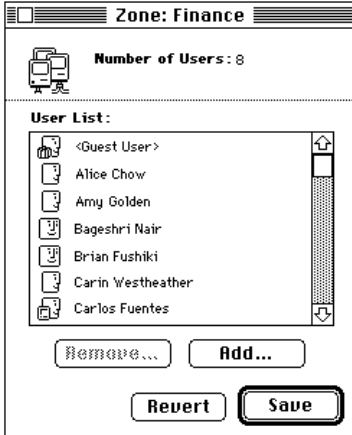 Zone: Finance
Number of Users: 8
User List:
<Guest User>
Alice Chow
Amy Golden
Bageshri Nair
Brian Fushiki
Carin Westheather
Carlos Fuentes
Remove... Add...
Revert Save